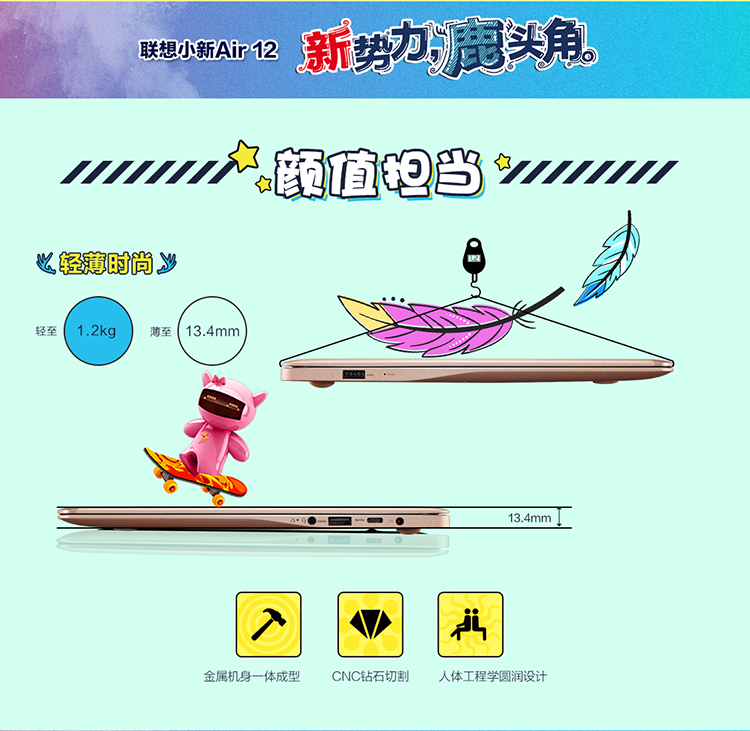 联想小新Air 12 新势力,鹿头角。
颜值担当
轻薄时尚
轻至 1.2kg 薄至 13.4mm
13.4mm
金属机身一体成型 CNC钻石切割 人体工程学圆润设计